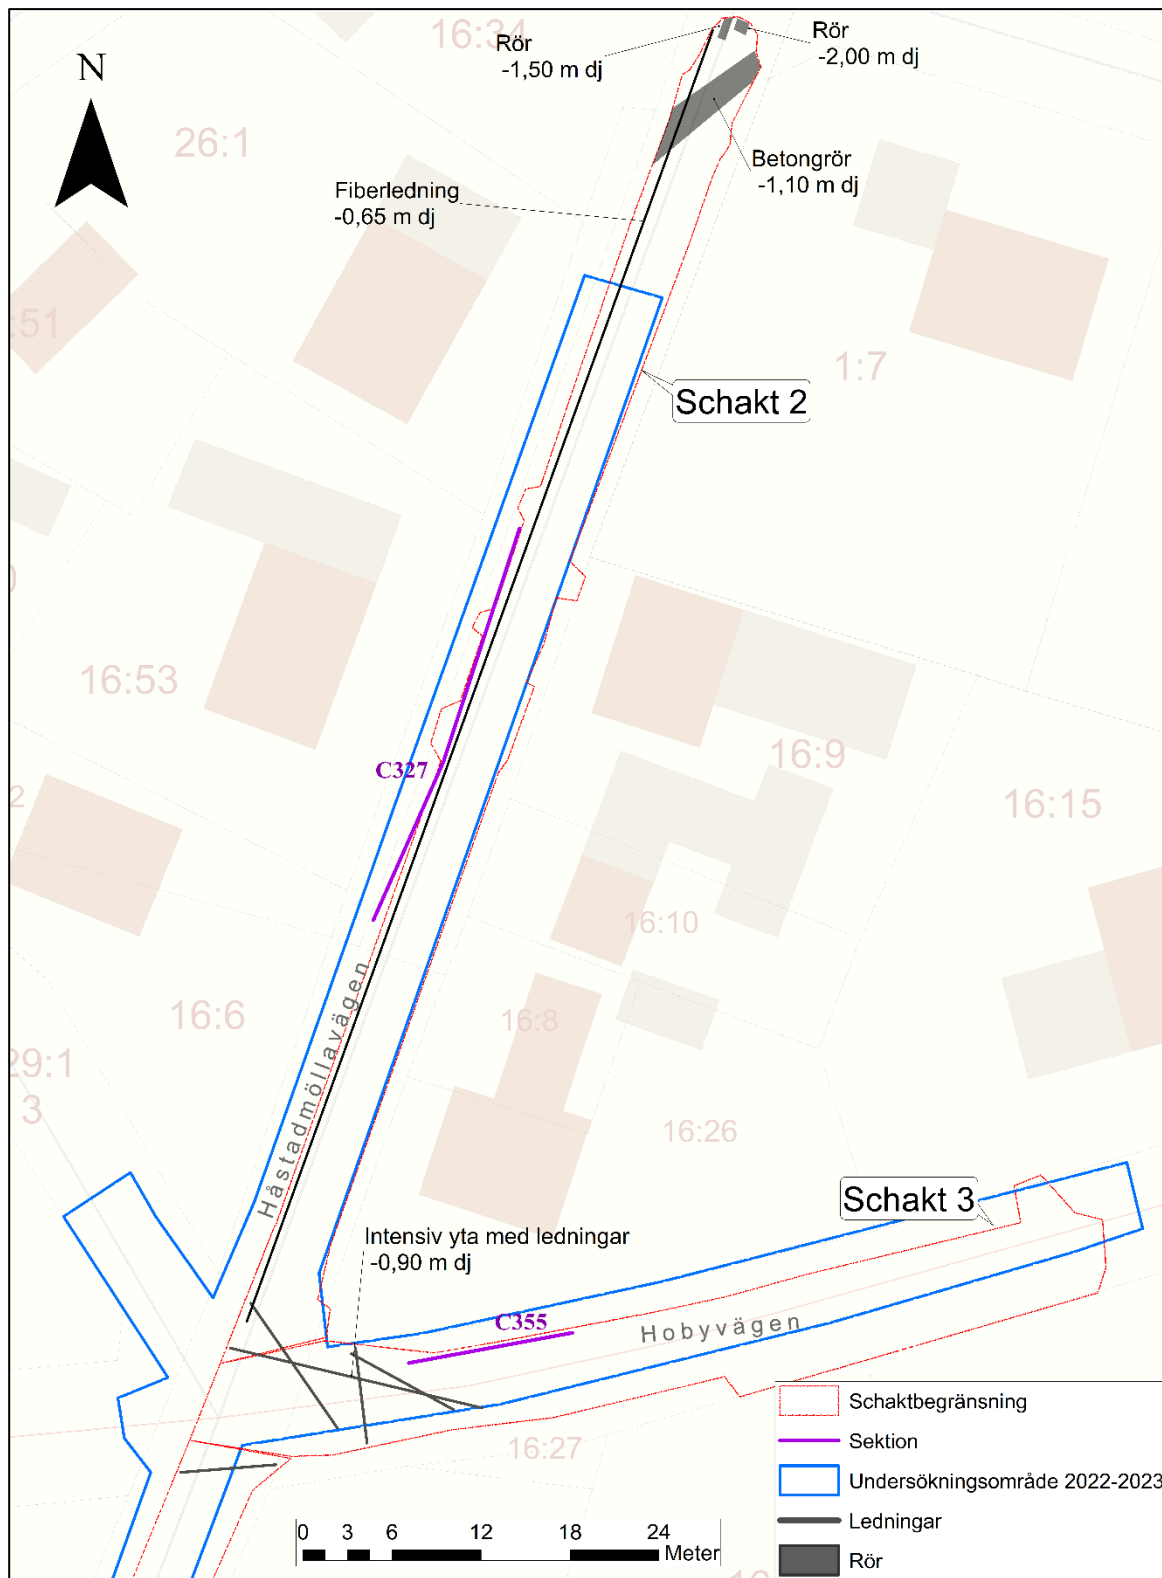 16:34
Rör
-1,50 m dj
Rör
-2,00 m dj
N
26:1
Betongrör
-1,10 m dj
Fiberledning
-0,65 m dj
:51
1:7
Schakt 2
16:53
16:9
C327
2
16:15
16:10
16:6
16:8
29:1
3
Håstadmöllavägen
16:26
Schakt 3
Intensiv yta med ledningar
-0,90 m dj
C355
Hobyvägen
16:27
Schaktbegränsning
Sektion
Undersökningsområde 2022-2023
Ledningar
Rör
0 3 6 12 18 24
Meter